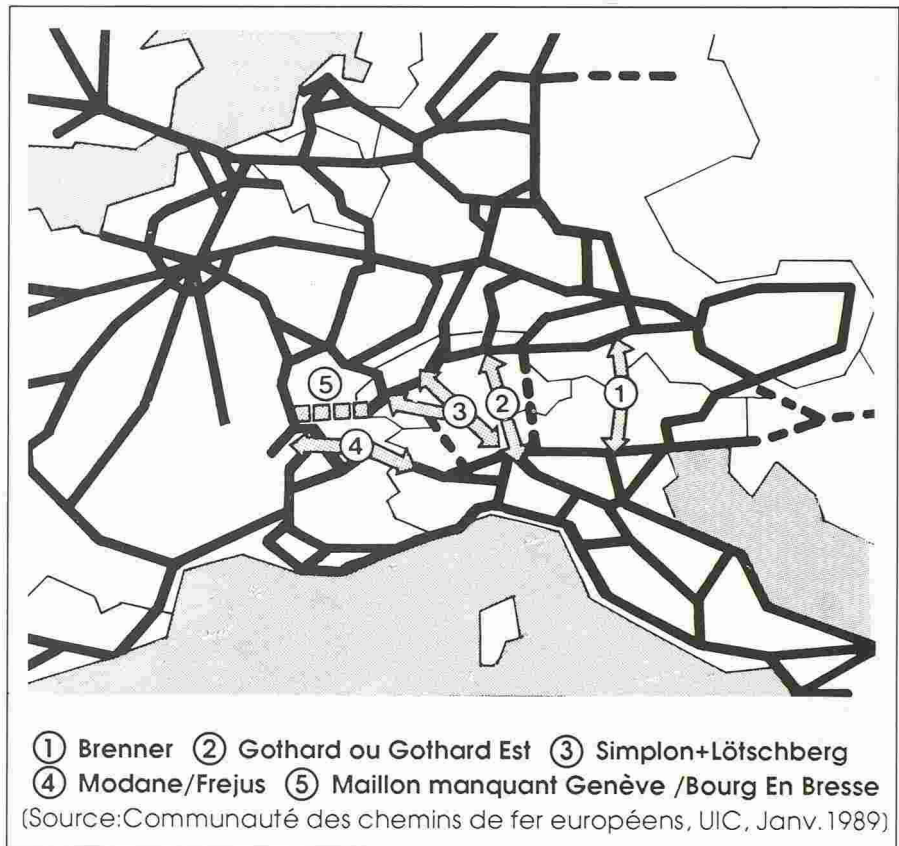 5
3
2
1
4
① Brenner ② Gothard ou Gothard Est ③ Simplon+Lötschberg
④ Modane/Frejus ⑤ Maillon manquant Genève /Bourg En Bresse
(Source:Communauté des chemins de fer européens, UIC, Janv.1989)